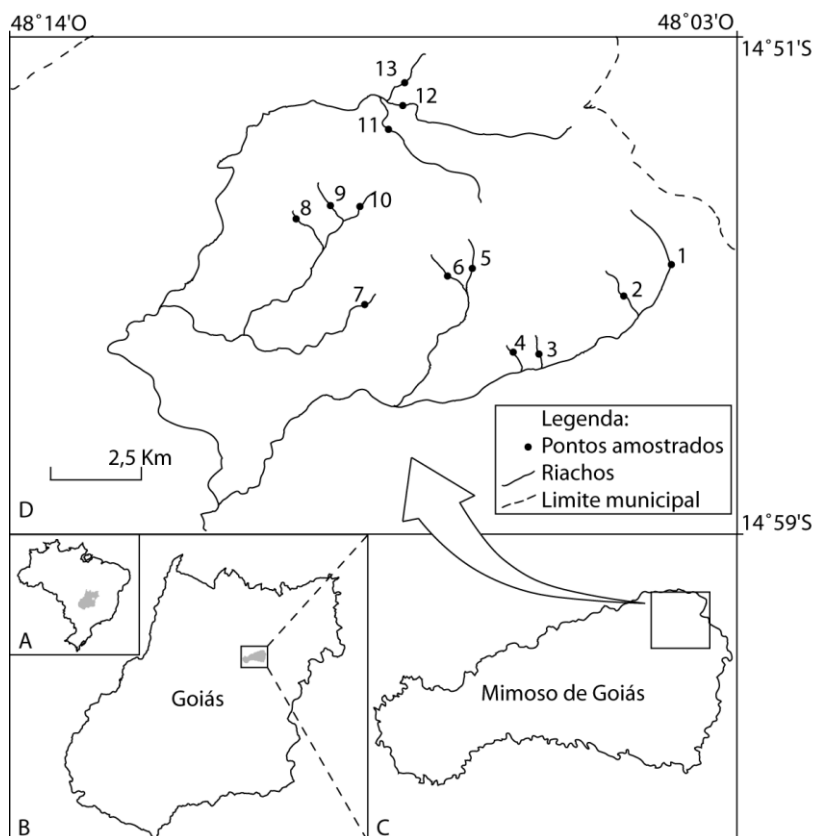 48°14'O
48°03'O
14°51'S
13
12
11
9
10
8
1
5
6
2
7
4
3
Legenda:
Pontos amostrados
Riachos
Limite municipal
2,5 Km
D
14°59'S
A
Goiás
Mimoso de Goiás
B
C